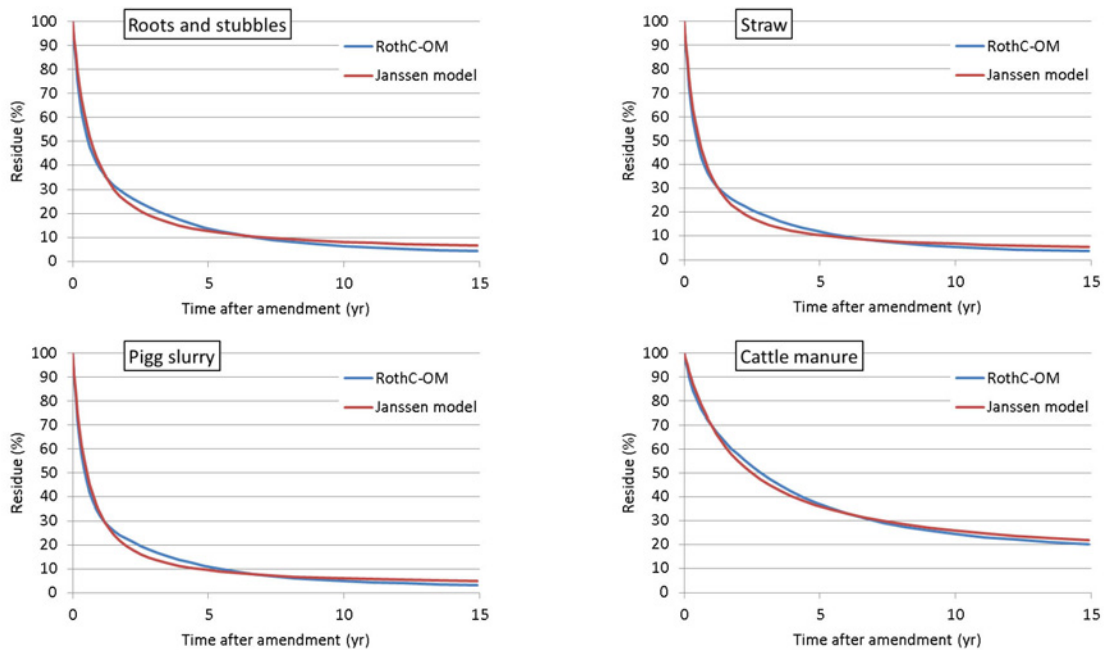 Roots and stubbles
100
90
80
70
60
50
40
30
20
10
0
Residue (%)
RothC-OM
Janssen model
0 5 10 15
Time after amendment (yr)
Straw
100
90
80
70
60
50
40
30
20
10
0
Residue (%)
RothC-OM
Janssen model
0 5 10 15
Time after amendment (yr)
Pigg slurry
100
90
80
70
60
50
40
30
20
10
0
Residue (%)
RothC-OM
Janssen model
0 5 10 15
Time after amendment (yr)
Cattle manure
100
90
80
70
60
50
40
30
20
10
0
Residue (%)
RothC-OM
Janssen model
0 5 10 15
Time after amendment (yr)